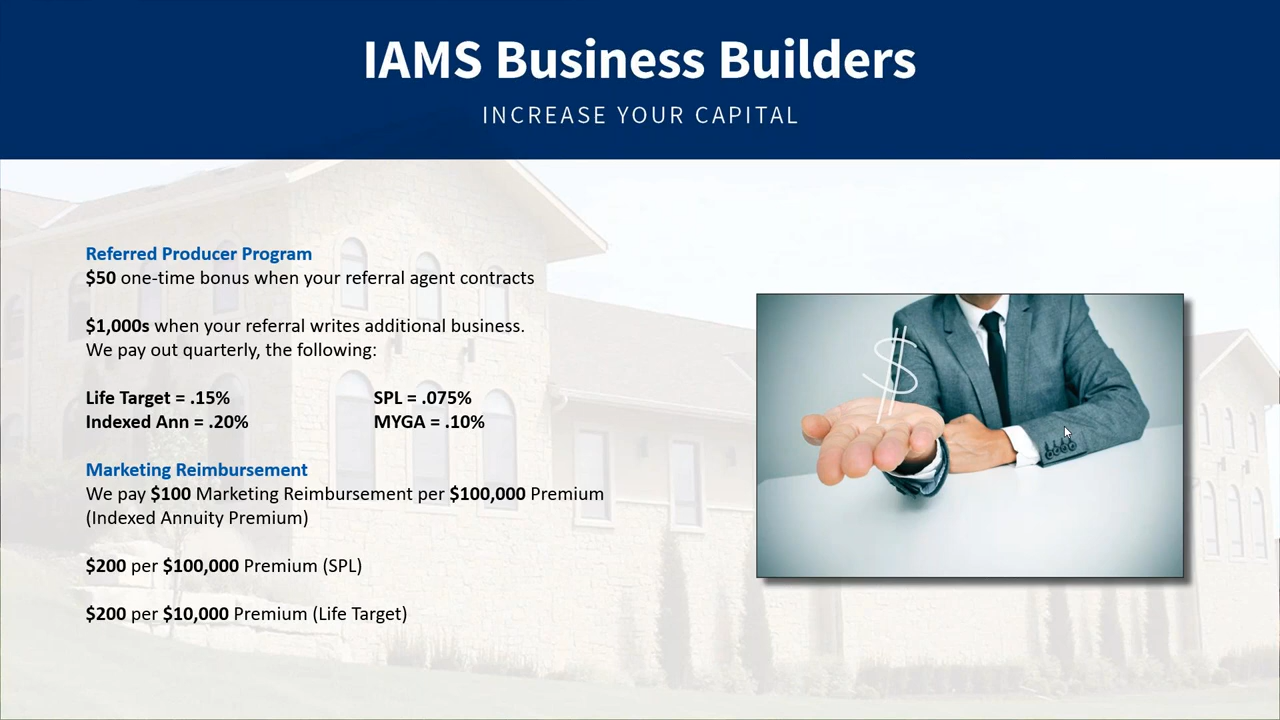 IAMS Business Builders
INCREASE YOUR CAPITAL
Referred Producer Program
$50 one-time bonus when your referral agent contracts
$1,000s when your referral writes additional business.
We pay out quarterly, the following:
Life Target = .15% SPL = .075%
Indexed Ann = .20% MYGA = .10%
Marketing Reimbursement
We pay $100 Marketing Reimbursement per $100,000 Premium
(Indexed Annuity Premium)
$200 per $100,000 Premium (SPL)
$200 per $10,000 Premium (Life Target)
$